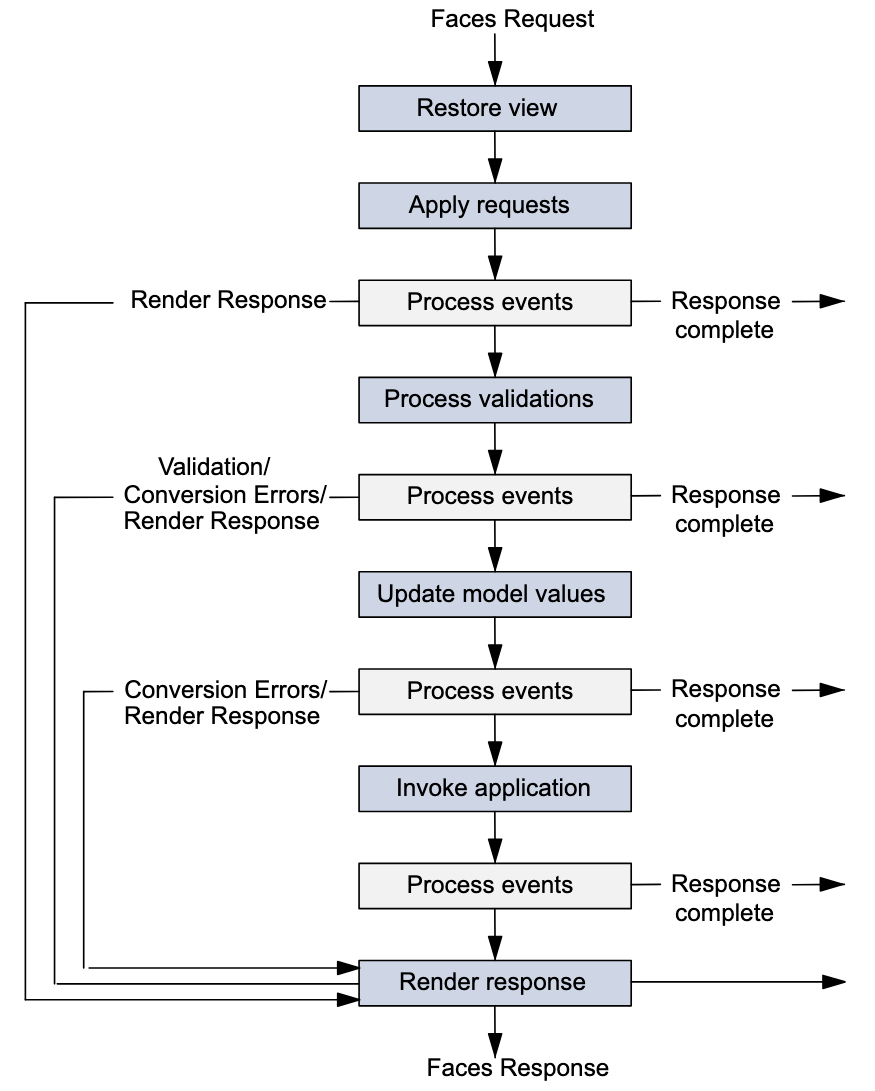 Faces Request
Restore view
Apply requests
Render Response
Process events
Response
complete
Process validations
Validation/
Conversion Errors/
Render Response
Process events
Response
complete
Update model values
Conversion Errors/
Render Response
Process events
Response
complete
Invoke application
Process events
Response
complete
Render response
Faces Response